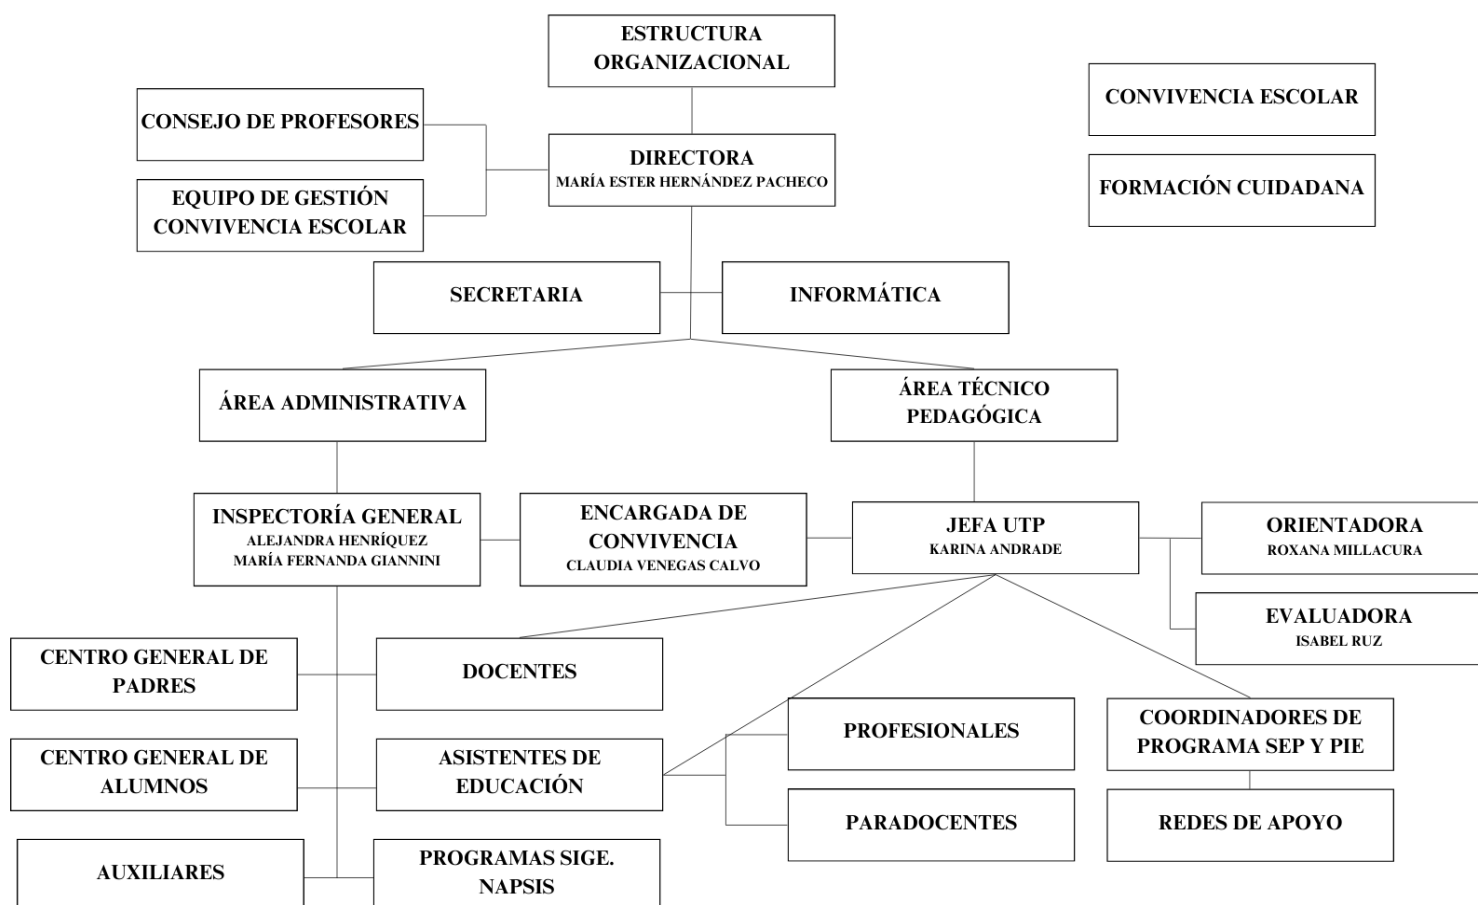 ESTRUCTURA
ORGANIZACIONAL
CONVIVENCIA ESCOLAR
CONSEJO DE PROFESORES
DIRECTORA
MARÍA ESTER HERNÁNDEZ PACHECO
FORMACIÓN CUIDADANA
EQUIPO DE GESTIÓN
CONVIVENCIA ESCOLAR
SECRETARIA
INFORMÁTICA
ÁREA ADMINISTRATIVA
ÁREA TÉCNICO
PEDAGÓGICA
INSPECTORÍA GENERAL
ALEJANDRA HENRÍQUEZ
MARÍA FERNANDA GIANNINI
ENCARGADA DE
CONVIVENCIA
CLAUDIA VENEGAS CALVO
JEFA UTP
KARINA ANDRADE
ORIENTADORA
ROXANA MILLACURA
EVALUADORA
ISABEL RUZ
CENTRO GENERAL DE
PADRES
DOCENTES
PROFESIONALES
COORDINADORES DE
PROGRAMA SEP Y PIE
CENTRO GENERAL DE
ALUMNOS
ASISTENTES DE
EDUCACIÓN
PARADOCENTES
REDES DE APOYO
AUXILIARES
PROGRAMAS SIGE.
NAPSIS